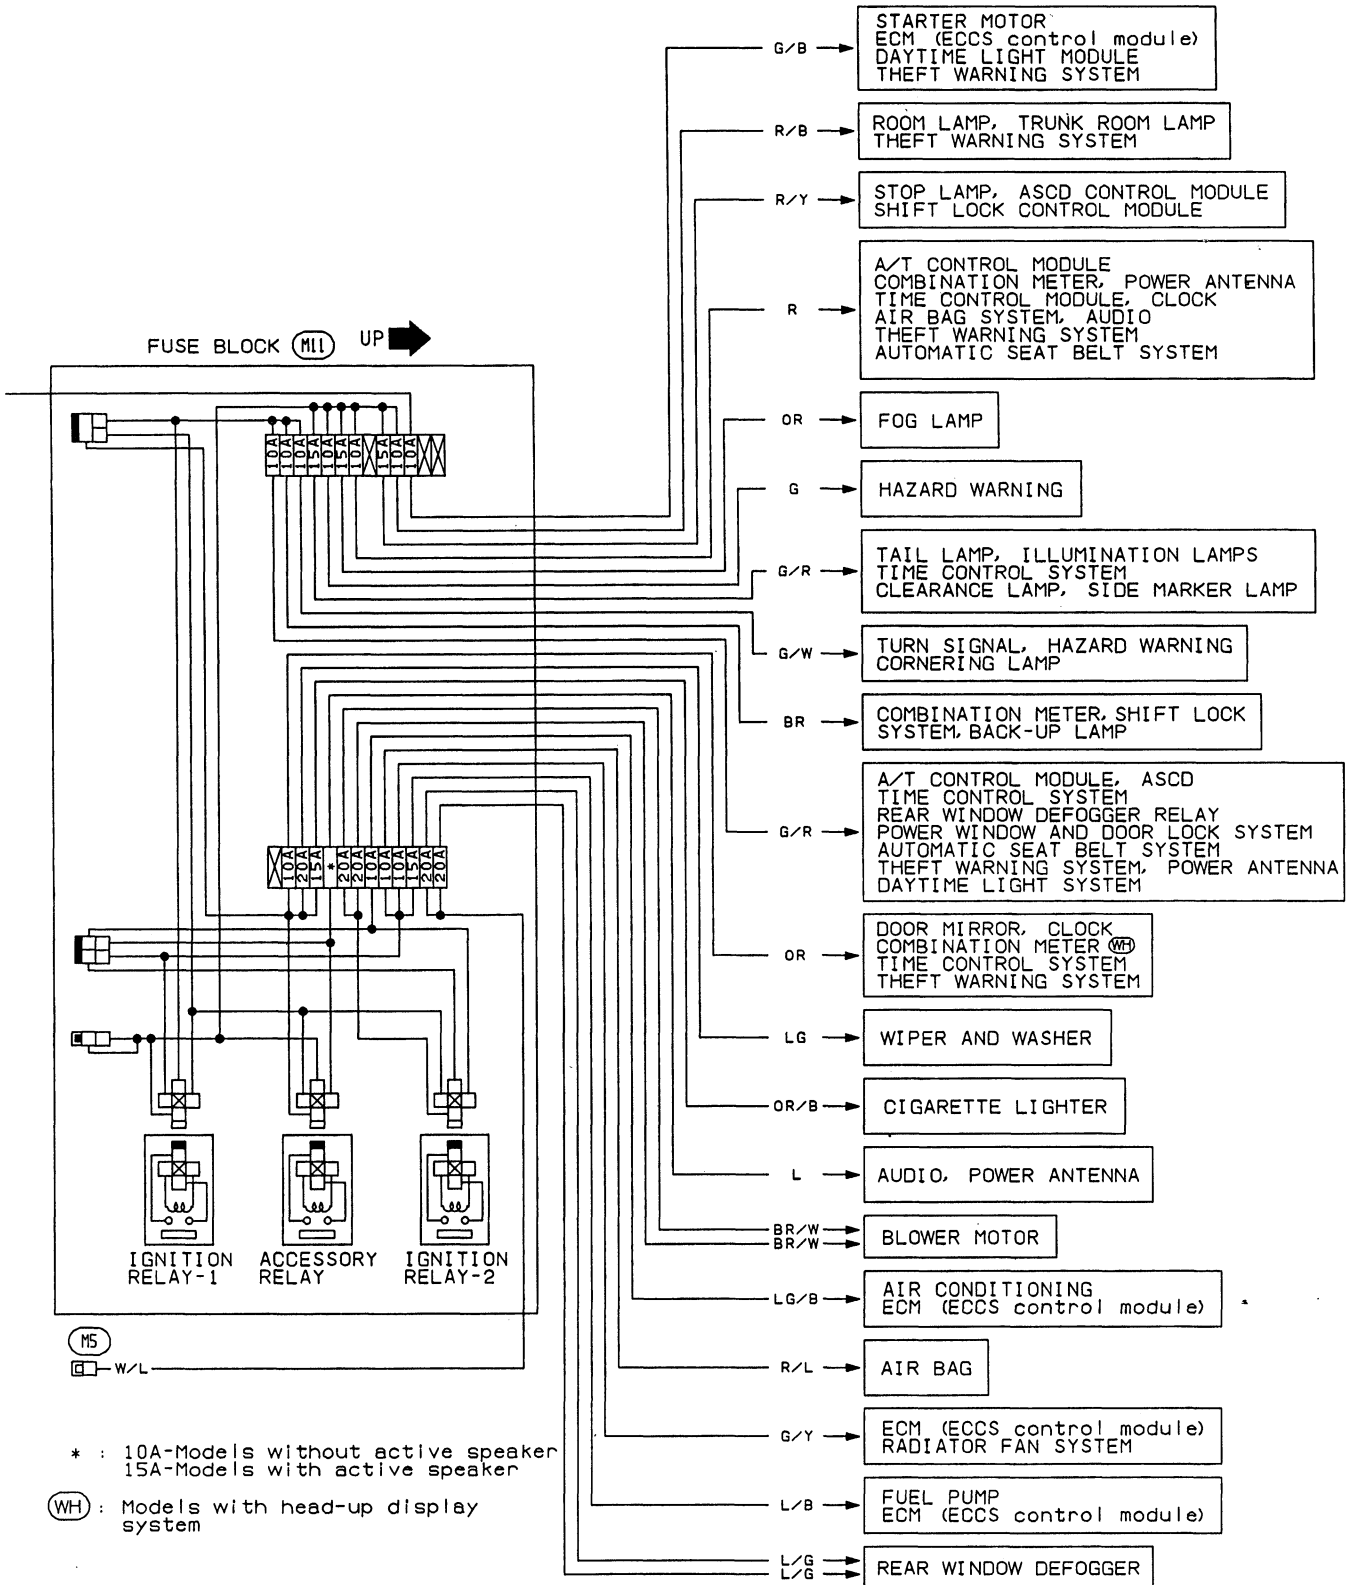 STARTER MOTOR
ECM (ECCS control module)
DAYTIME LIGHT MODULE
THEFT WARNING SYSTEM
G/B
ROOM LAMP, TRUNK ROOM LAMP
THEFT WARNING SYSTEM
R/B
STOP LAMP, ASCD CONTROL MODULE
SHIFT LOCK CONTROL MODULE
R/Y
A/T CONTROL MODULE
COMBINATION METER, POWER ANTENNA
TIME CONTROL MODULE, CLOCK
AIR BAG SYSTEM, AUDIO
THEFT WARNING SYSTEM
AUTOMATIC SEAT BELT SYSTEM
R
FUSE BLOCK M11 UP
OR
FOG LAMP
10A 10A 10A 15A 10A 15A 10A 15A 10A 10A
G
HAZARD WARNING
TAIL LAMP, ILLUMINATION LAMPS
TIME CONTROL SYSTEM
CLEARANCE LAMP, SIDE MARKER LAMP
G/R
TURN SIGNAL, HAZARD WARNING
CORNERING LAMP
G/W
COMBINATION METER, SHIFT LOCK
SYSTEM, BACK-UP LAMP
BR
A/T CONTROL MODULE, ASCD
TIME CONTROL SYSTEM
REAR WINDOW DEFOGGER RELAY
POWER WINDOW AND DOOR LOCK SYSTEM
AUTOMATIC SEAT BELT SYSTEM
THEFT WARNING SYSTEM, POWER ANTENNA
DAYTIME LIGHT SYSTEM
G/R
10A 20A 15A * 20A 20A 10A 10A 10A 15A 20A 20A
DOOR MIRROR, CLOCK
COMBINATION METER WH
TIME CONTROL SYSTEM
THEFT WARNING SYSTEM
OR
LG
WIPER AND WASHER
OR/B
CIGARETTE LIGHTER
L
AUDIO, POWER ANTENNA
BR/W
BR/W
BLOWER MOTOR
IGNITION
RELAY-1
ACCESSORY
RELAY
IGNITION
RELAY-2
AIR CONDITIONING
ECM (ECCS control module)
LG/B
M5
W/L
R/L
AIR BAG
ECM (ECCS control module)
RADIATOR FAN SYSTEM
G/Y
* : 10A-Models without active speaker
15A-Models with active speaker
WH : Models with head-up display
system
FUEL PUMP
ECM (ECCS control module)
L/B
L/G
L/G
REAR WINDOW DEFOGGER